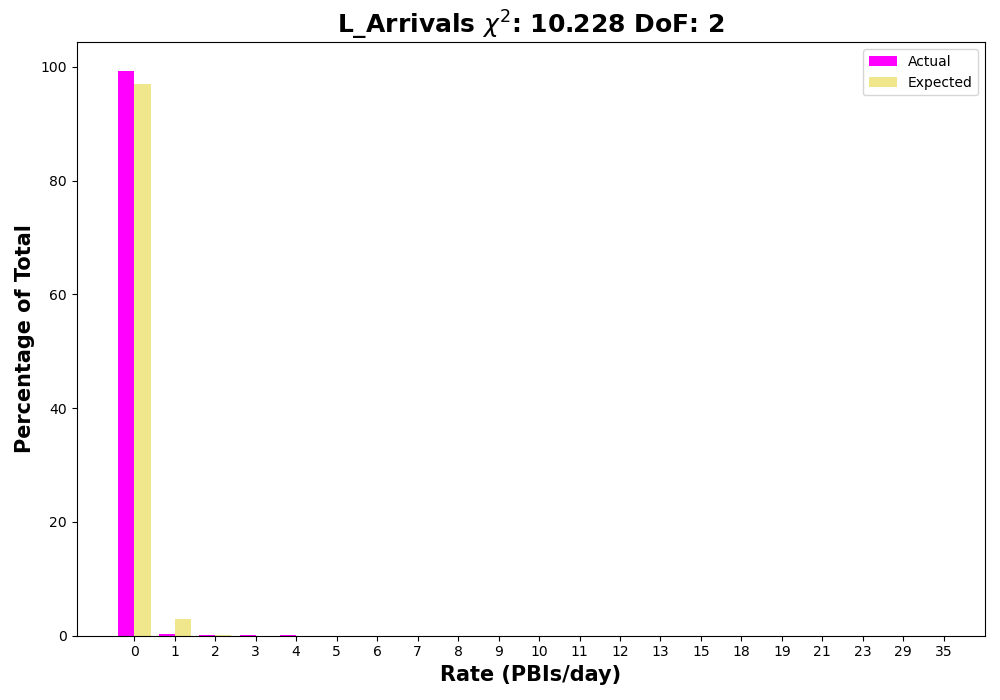 L_Arrivals χ²: 10.228 DoF: 2
Actual
Expected
Percentage of Total
100
80
60
40
20
0
0 1 2 3 4 5 6 7 8 9 10 11 12 13 15 18 19 21 23 29 35
Rate (PBIs/day)